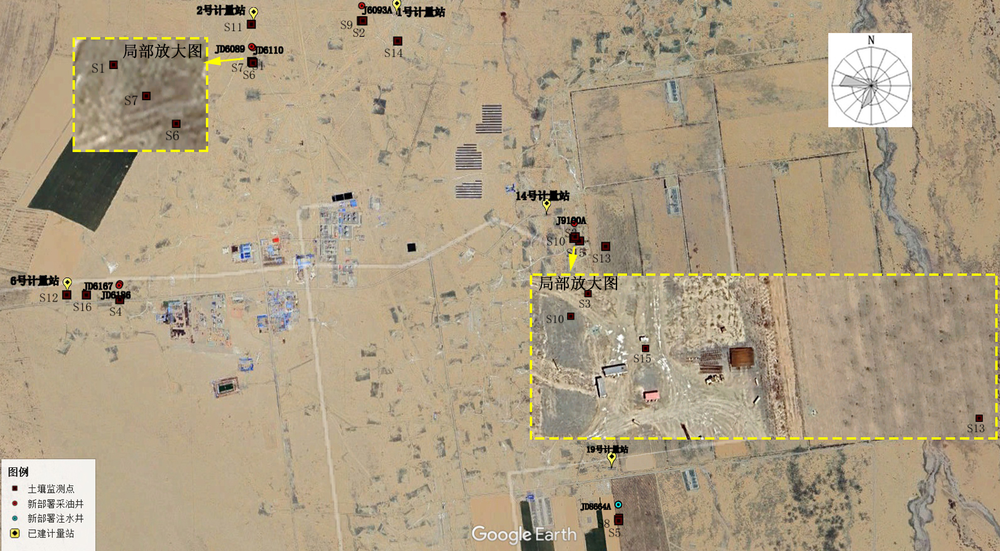 2号计量站
S11
J6093A
1号计量站
S9
S2
S14
JD6089
JD6110
S7
S1
S6
局部放大图
S1
S7
S6
N
14号计量站
J9100A
S3
S10
S15
S13
6号计量站
S12
JD6167
S16
JD6186
S4
局部放大图
S3
S10
S15
S13
19号计量站
JD8664A
S8
S5
图例
土壤监测点
新部署采油井
新部署注水井
已建计量站
Google Earth